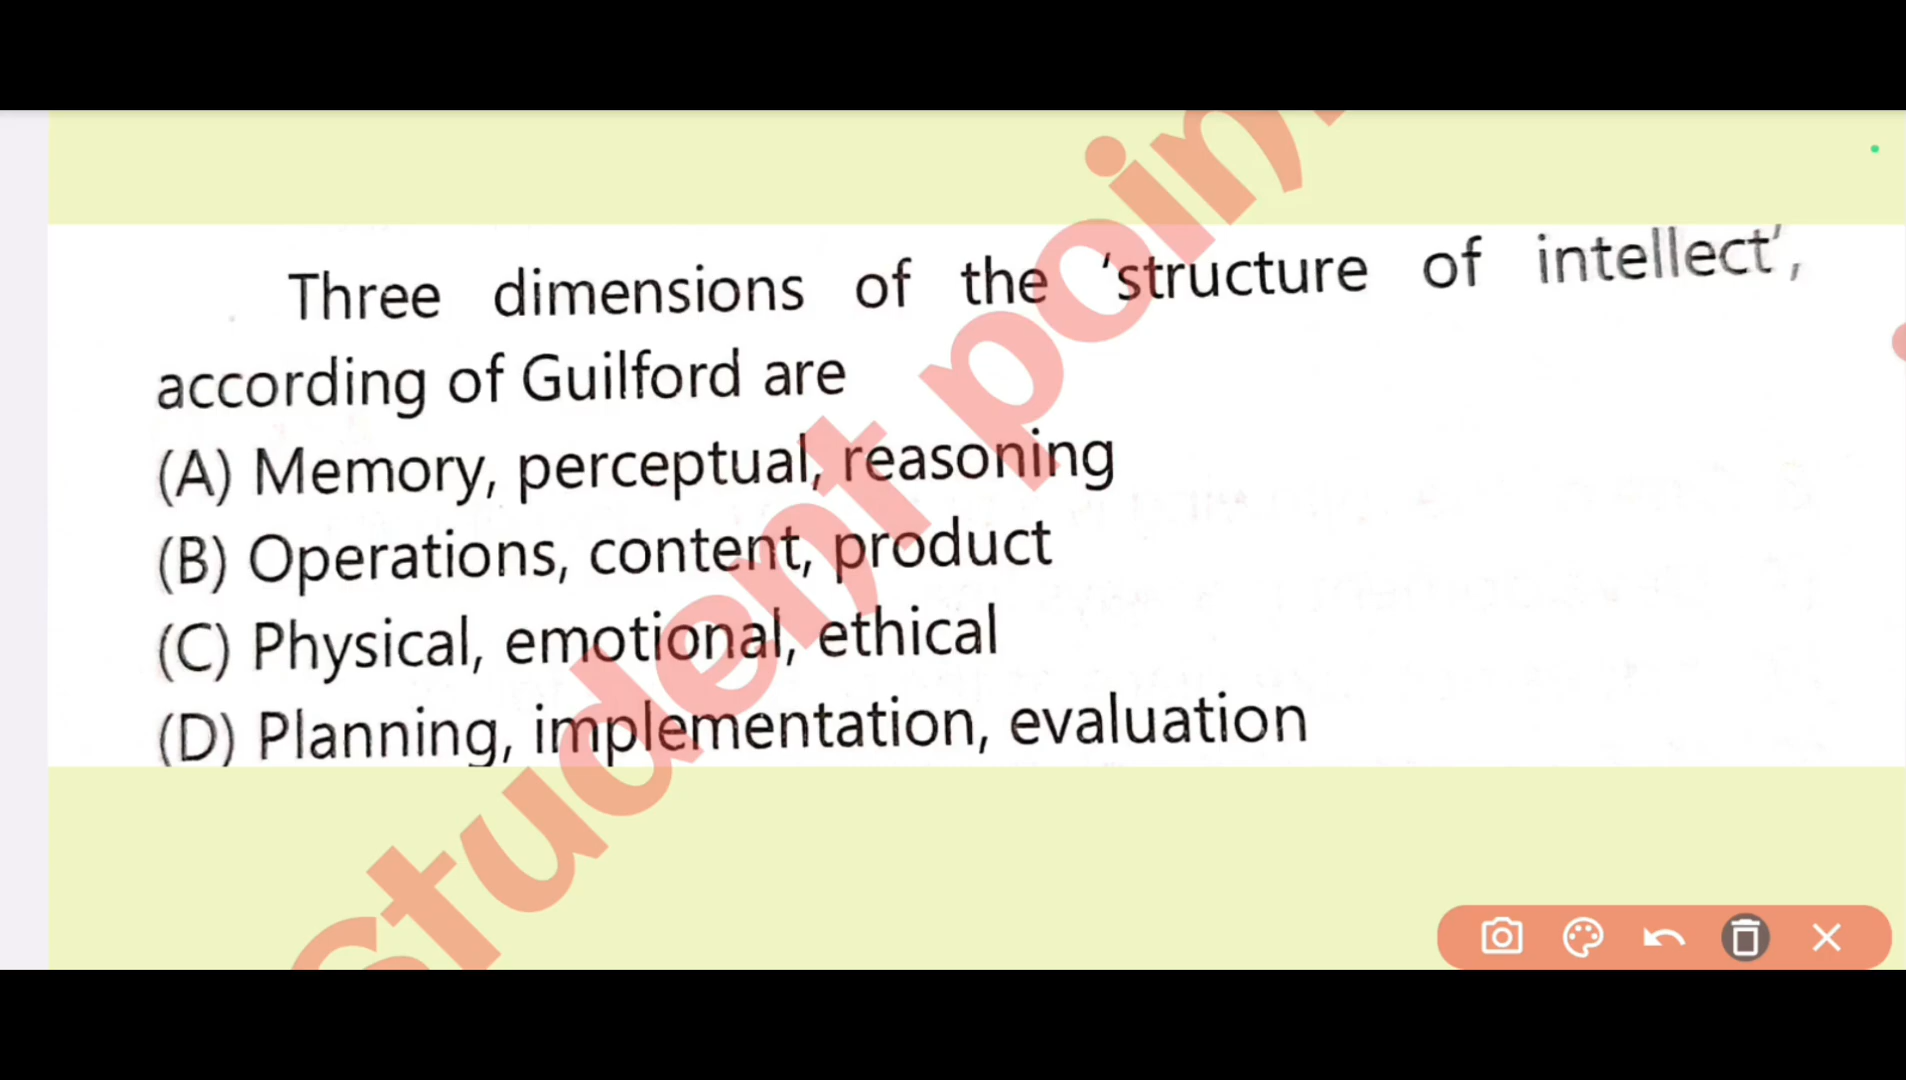 Three dimensions of the 'structure of intellect',
according of Guilford are
(A) Memory, perceptual, reasoning
(B) Operations, content, product
(C) Physical, emotional, ethical
(D) Planning, implementation, evaluation
Student poin